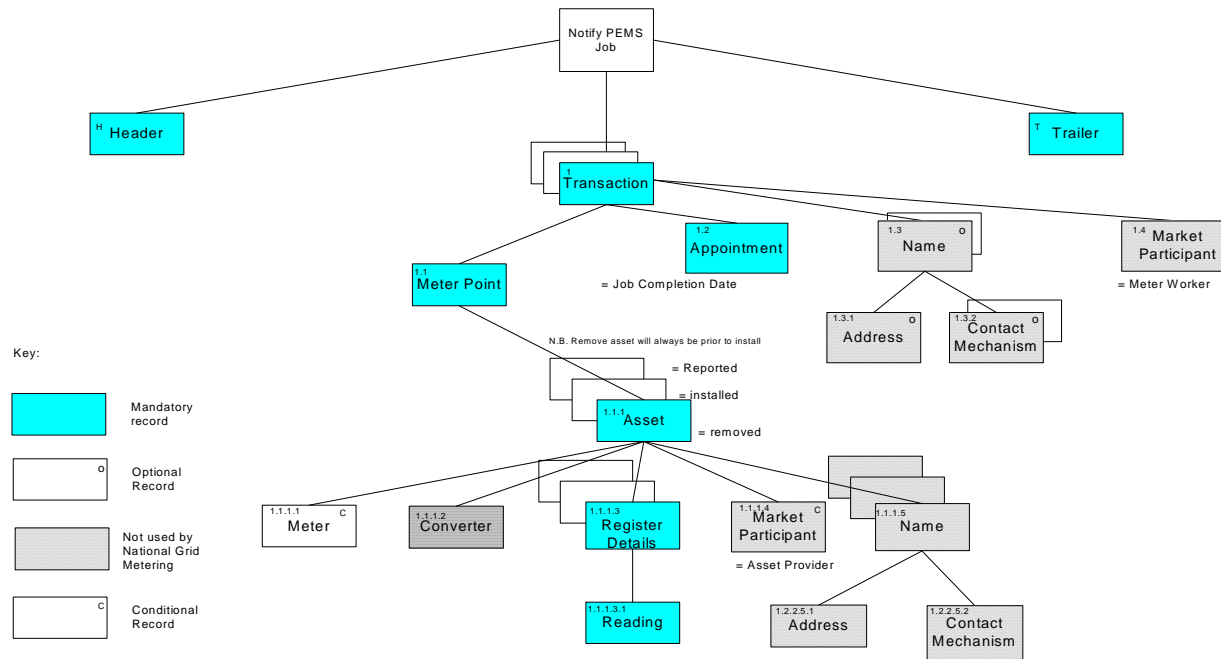 Notify PEMS
Job
H
Header
T
Trailer
1
Transaction
1.2
Appointment
= Job Completion Date
1.3
O
Name
1.4
Market
Participant
= Meter Worker
1.1
Meter Point
1.3.1
O
Address
1.3.2
O
Contact
Mechanism
N.B. Remove asset will always be prior to install
= Reported
= installed
1.1.1
Asset
= removed
Key:
Mandatory
record
O
Optional
Record
Not used by
National Grid
Metering
C
Conditional
Record
1.1.1.1
C
Meter
1.1.1.2
Converter
1.1.1.3
Register
Details
1.1.1.4
C
Market
Participant
= Asset Provider
1.1.1.5
Name
1.1.1.3.1
Reading
1.2.2.5.1
Address
1.2.2.5.2
Contact
Mechanism